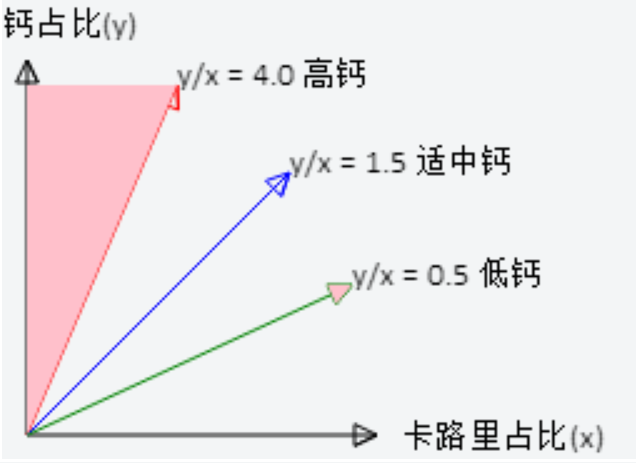 钙占比(y)
y/x = 4.0 高钙
y/x = 1.5 适中钙
y/x = 0.5 低钙
卡路里占比(x)